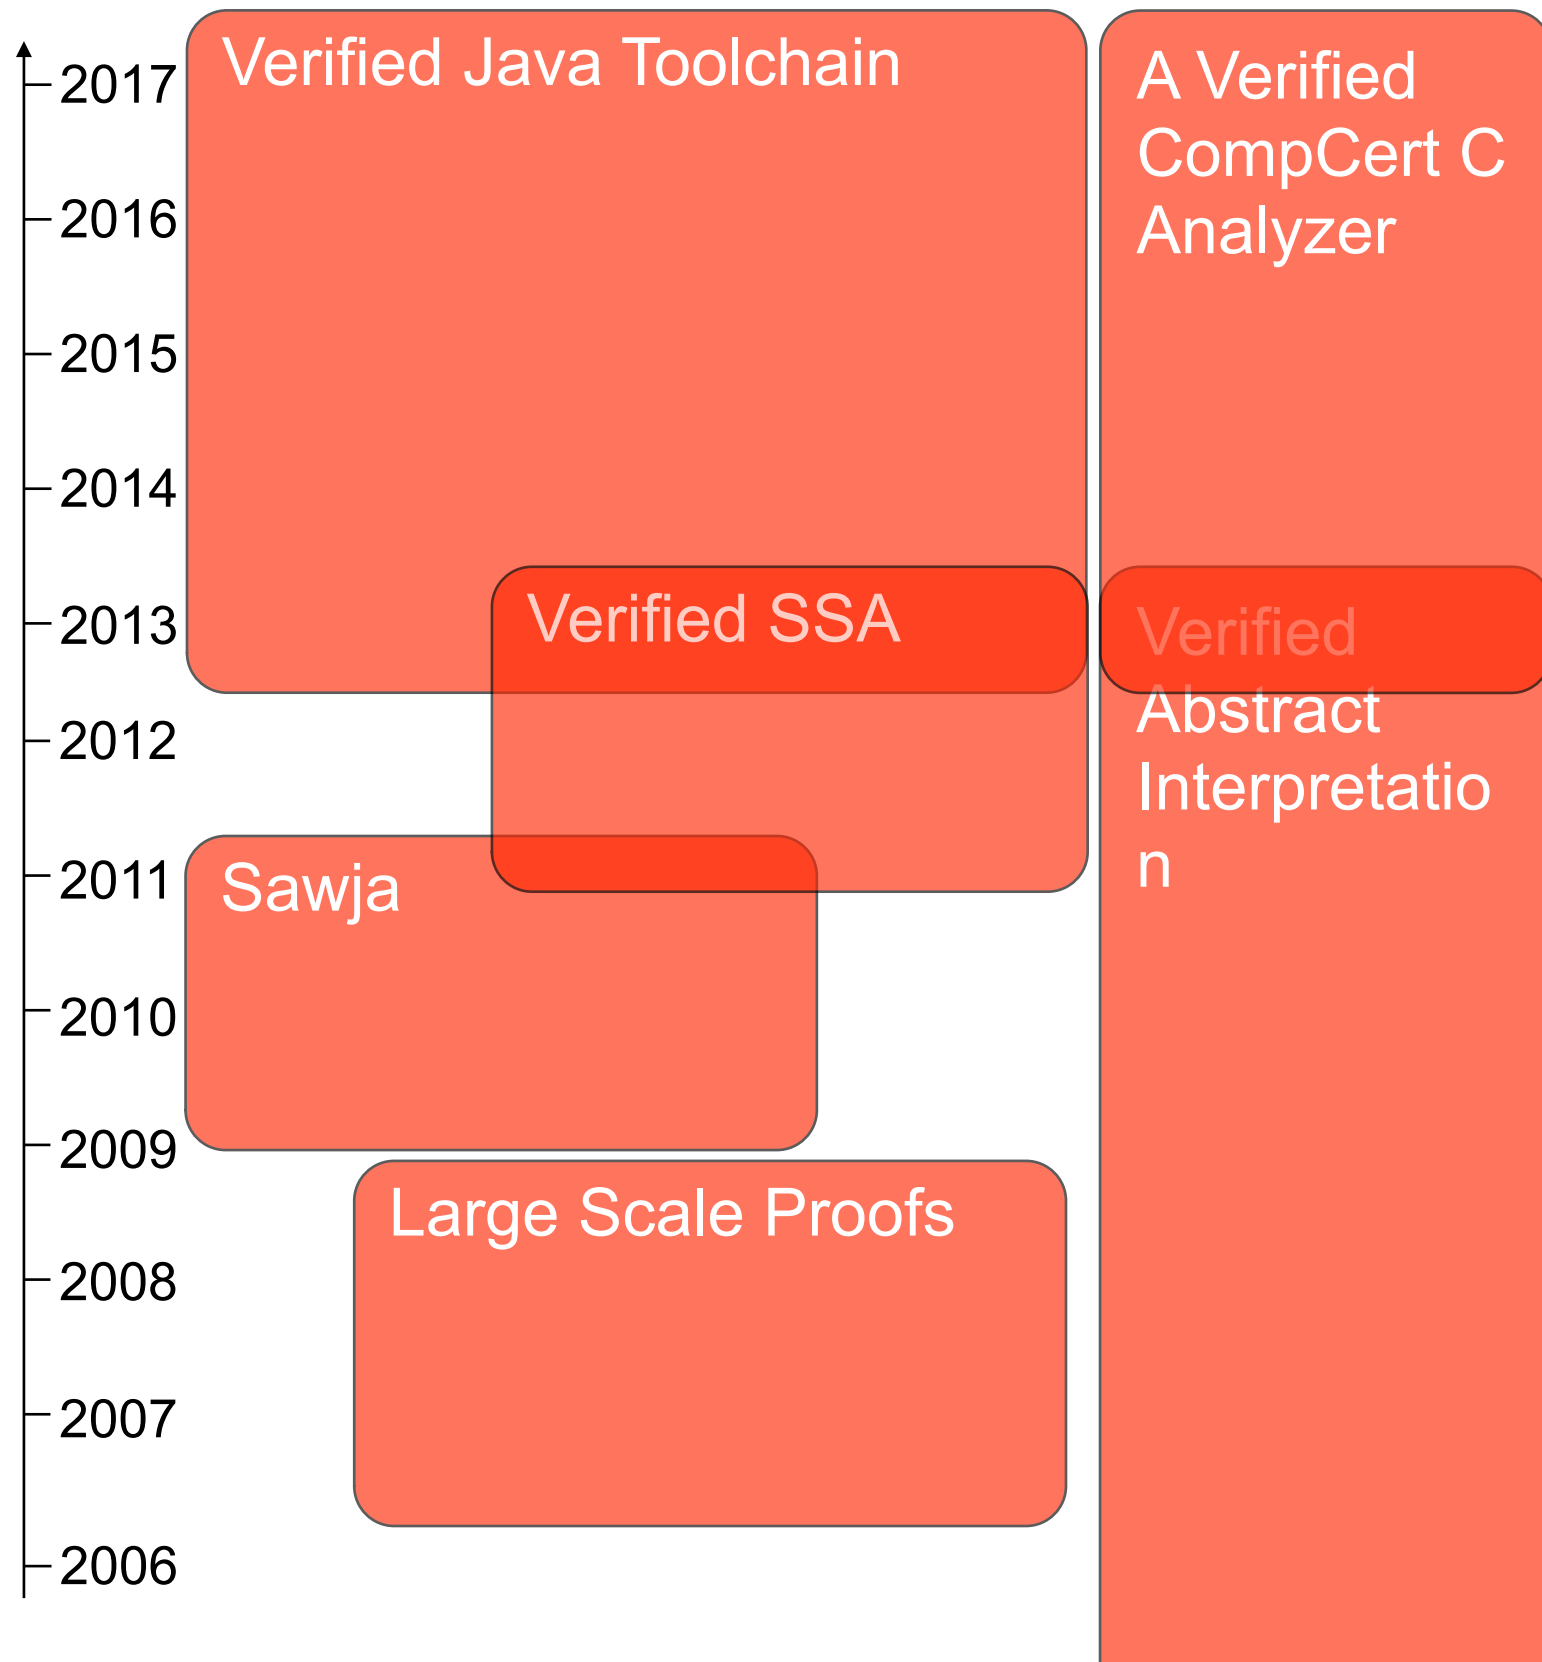 2017
2016
2015
2014
2013
2012
2011
2010
2009
2008
2007
2006
Verified Java Toolchain
Verified SSA
Sawja
Large Scale Proofs
A Verified
CompCert C
Analyzer
Verified
Abstract
Interpretatio
n